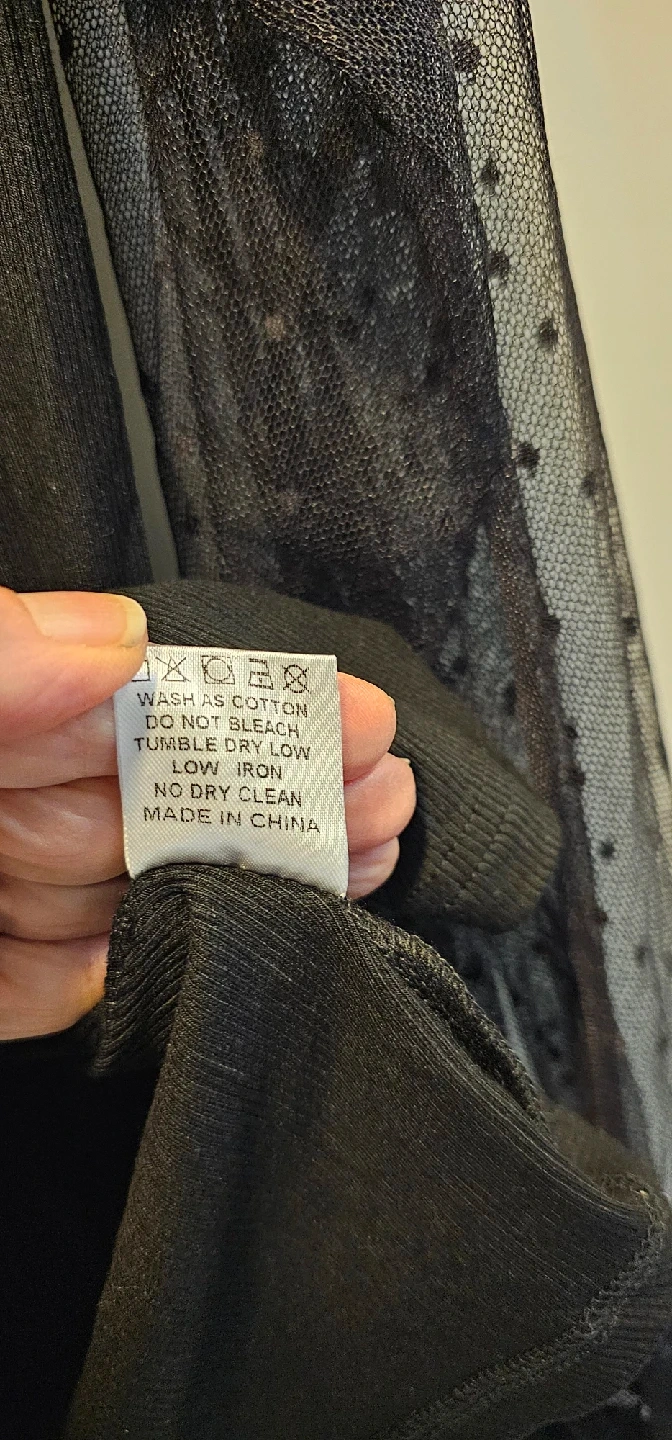 WASH AS COTTON
DO NOT BLEACH
TUMBLE DRY LOW
LOW IRON
NO DRY CLEAN
MADE IN CHINA